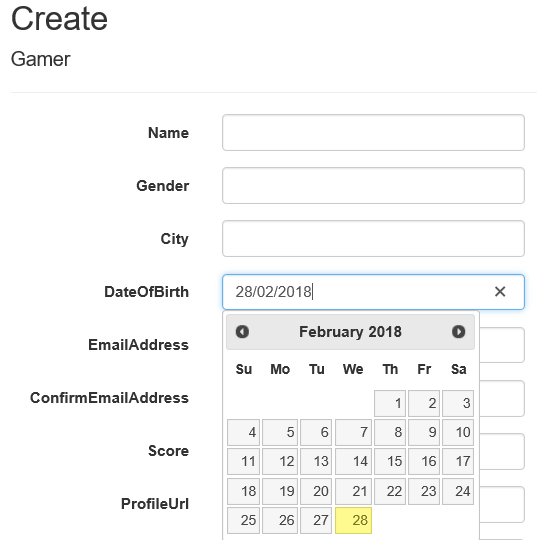 Create
Gamer
Name
Gender
City
DateOfBirth 28/02/2018
February 2018
EmailAddress
Su Mo Tu We Th Fr Sa
ConfirmEmailAddress
1 2 3
4 5 6 7 8 9 10
Score
11 12 13 14 15 16 17
18 19 20 21 22 23 24
ProfileUrl
25 26 27 28